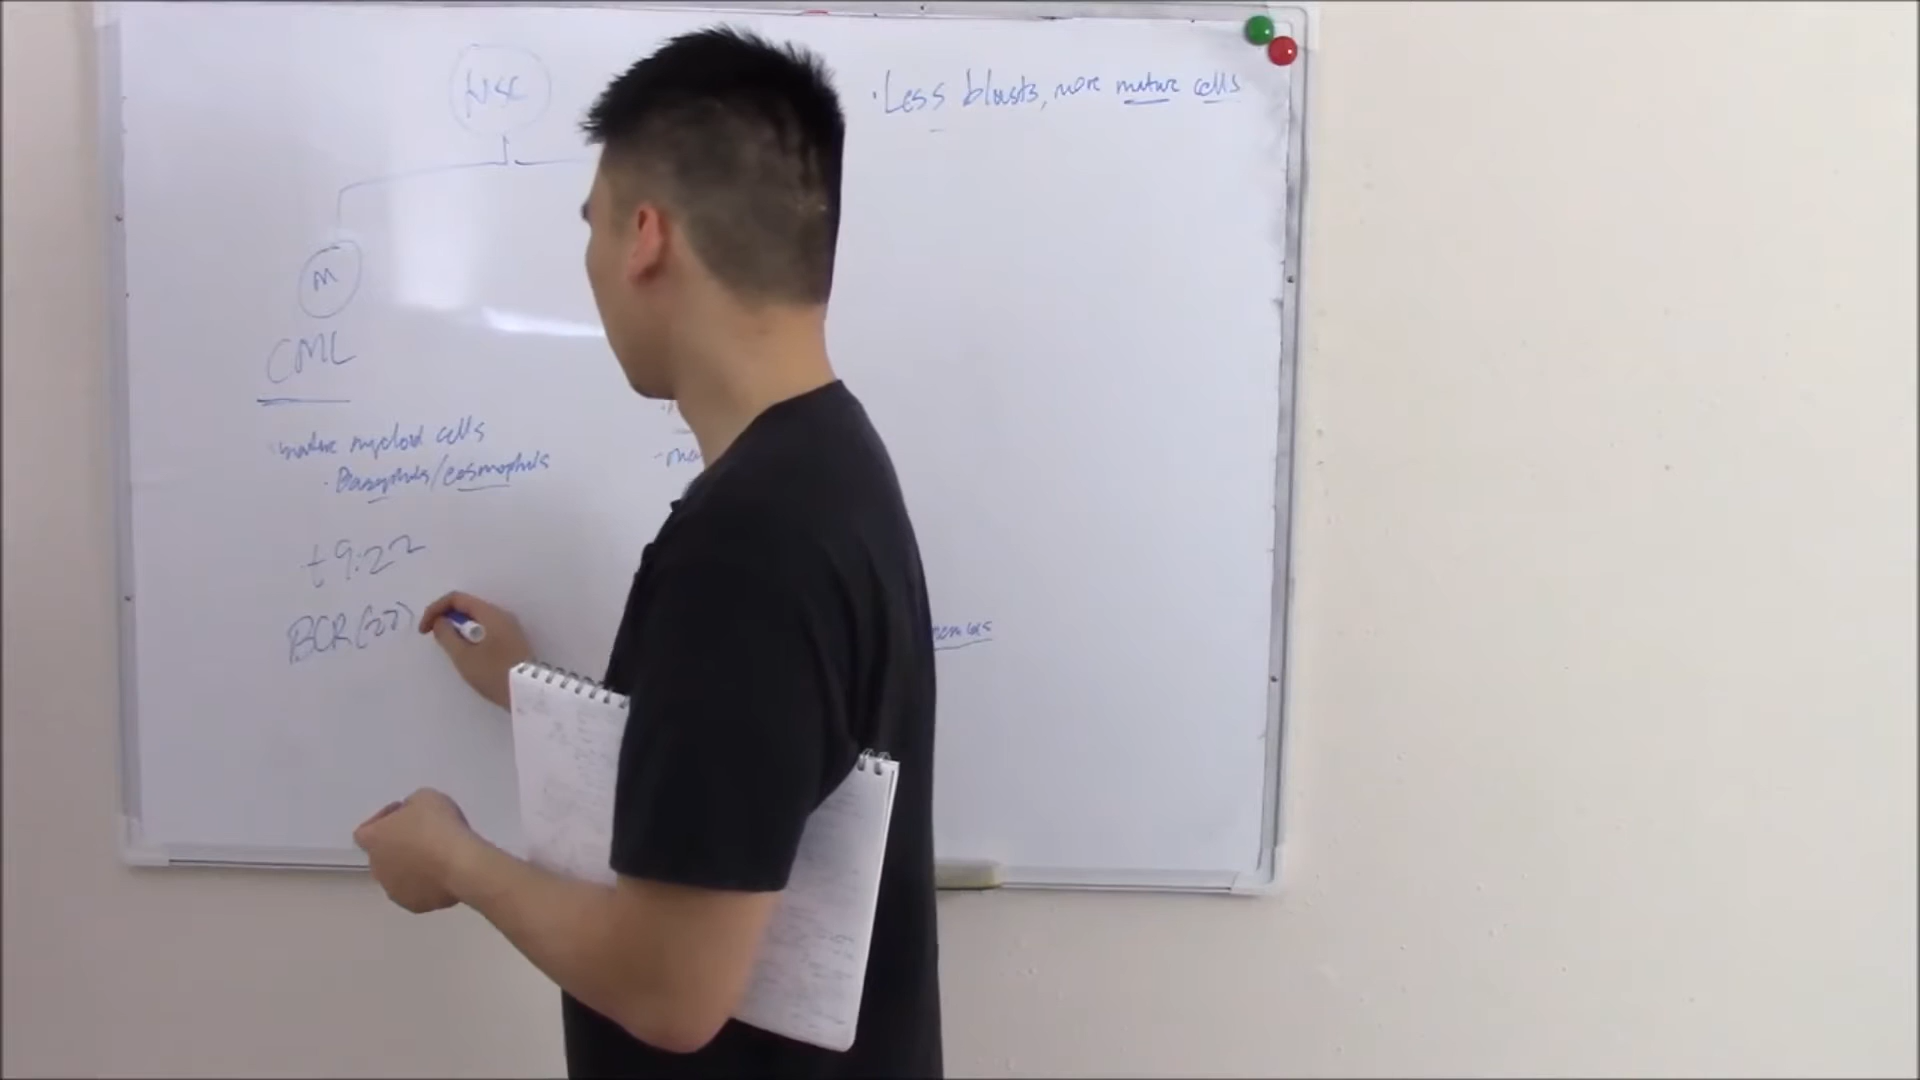 HSC
· Less blasts, more mature cells
M
CML
· mature myeloid cells
· Basophils/eosinophils
t9:22
BCR(22)